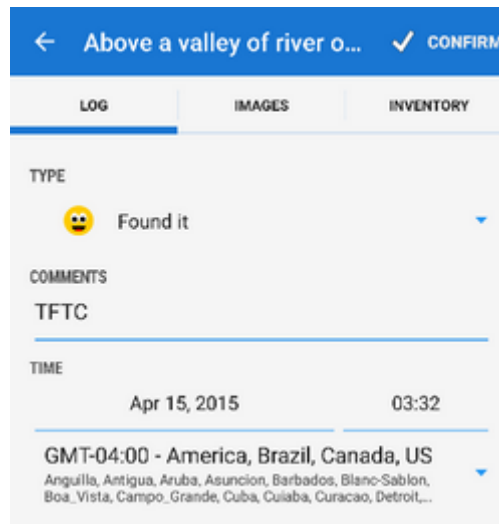 Above a valley of river o... CONFIRM
LOG IMAGES INVENTORY
TYPE
Found it
COMMENTS
TFTC
TIME
Apr 15, 2015 03:32
GMT-04:00 - America, Brazil, Canada, US
Anguilla, Antigua, Aruba, Asuncion, Barbados, Blanc-Sablon,
Boa_Vista, Campo_Grande, Cuba, Cuiaba, Curacao, Detroit,...